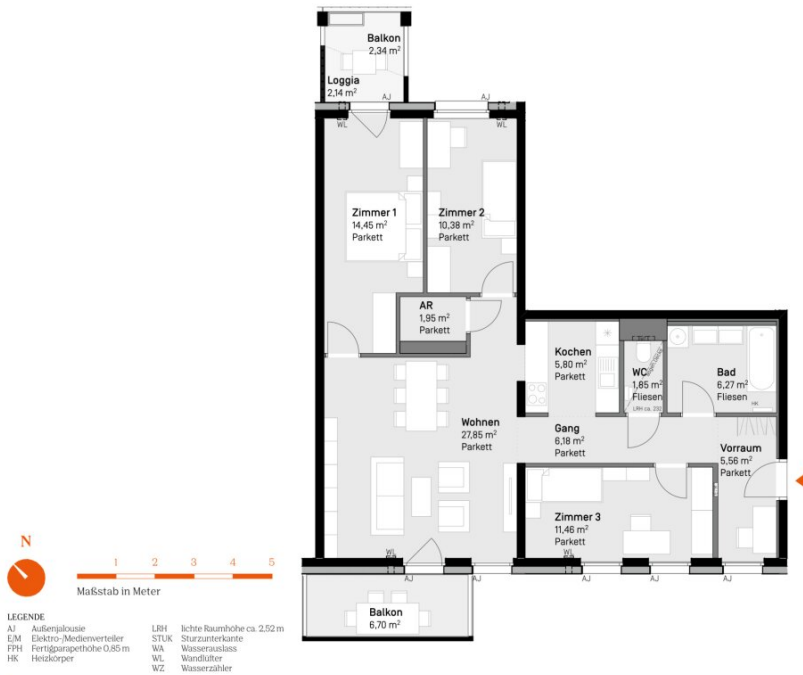 Balkon
2,34 m²
Loggia
2,14 m²
AJ
AJ
WL
WL
Zimmer 1
14,45 m²
Parkett
Zimmer 2
10,38 m²
Parkett
AR
1,95 m²
Parkett
Kochen
5,80 m²
Parkett
WC
1,85 m²
Fliesen
LRH ca. 232
Bad
6,27 m²
Fliesen
HK
Wohnen
27,85 m²
Parkett
Gang
6,18 m²
Parkett
Vorraum
5,56 m²
Parkett
Zimmer 3
11,46 m²
Parkett
WL
WL
AJ
AJ
AJ
AJ
AJ
Balkon
6,70 m²
N
1 2 3 4 5
Maßstab in Meter
LEGENDE
AJ Außenjalousie
E/M Elektro-/Medienverteiler
FPH Fertigparapethöhe 0,85 m
HK Heizkörper
LRH lichte Raumhöhe ca. 2,52 m
STUK Sturzunterkante
WA Wasserauslass
WL Wandlüfter
WZ Wasserzähler